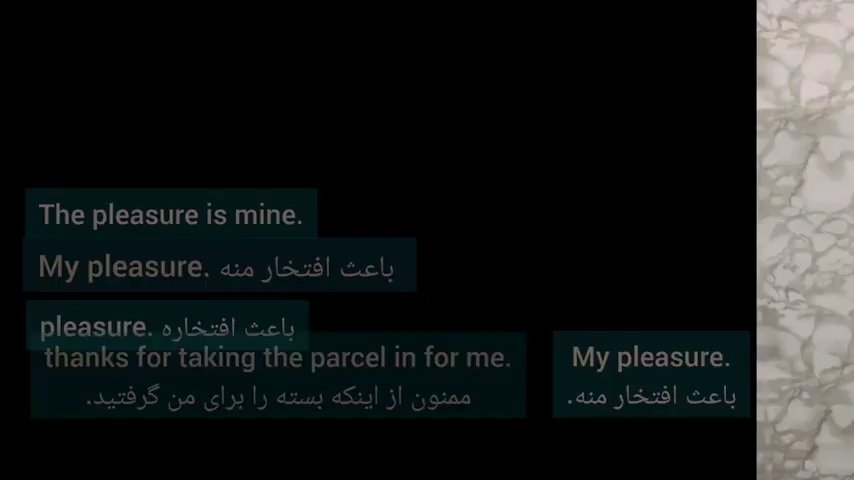 The pleasure is mine.
My pleasure. باعث افتخار منه
pleasure. باعث افتخاره
thanks for taking the parcel in for me.
ممنون از اینکه بسته را برای من گرفتید.
My pleasure.
باعث افتخار منه.